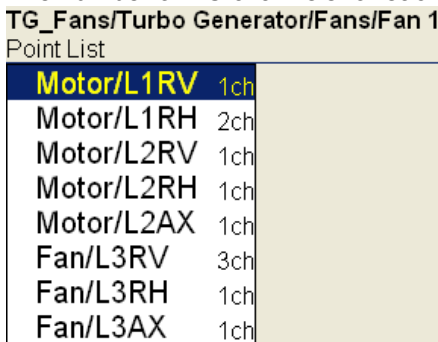 TG_Fans/Turbo Generator/Fans/Fan 1
Point List
Motor/L1RV 1ch
Motor/L1RH 2ch
Motor/L2RV 1ch
Motor/L2RH 1ch
Motor/L2AX 1ch
Fan/L3RV 3ch
Fan/L3RH 1ch
Fan/L3AX 1ch